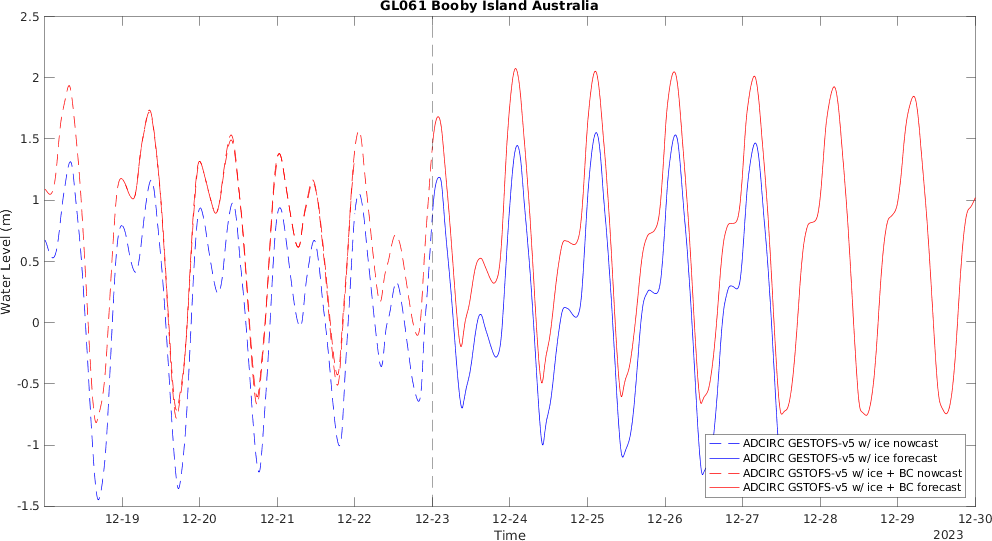 GL061 Booby Island Australia
2.5
2
1.5
1
0.5
0
-0.5
-1
-1.5
Water Level (m)
12-19 12-20 12-21 12-22 12-23 12-24 12-25 12-26 12-27 12-28 12-29 12-30
Time
2023
ADCIRC GESTOFS-v5 w/ ice nowcast
ADCIRC GESTOFS-v5 w/ ice forecast
ADCIRC GSTOFS-v5 w/ ice + BC nowcast
ADCIRC GSTOFS-v5 w/ ice + BC forecast